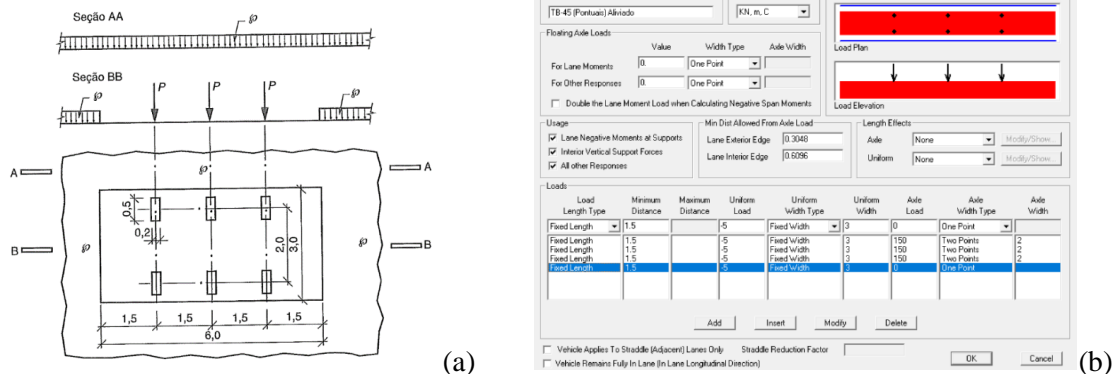 Seção AA
℘
Seção BB
℘ P P P ℘
A A
℘
0,5
0,2
2,0
3,0
℘ ℘
B B
1,5 1,5 1,5 1,5
6,0
(a)
TB-45 (Pontuais) Aliviado
KN, m, C
Floating Axle Loads
Value Width Type Axle Width
For Lane Moments 0. One Point
For Other Responses 0. One Point
Double the Lane Moment Load when Calculating Negative Span Moments
Load Plan
Load Elevation
Usage
Lane Negative Moments at Supports
Interior Vertical Support Forces
All other Responses
Min Dist Allowed From Axle Load
Lane Exterior Edge 0.3048
Lane Interior Edge 0.6096
Length Effects
Axle None Modify/Show...
Uniform None Modify/Show...
Loads
Load Length Type Minimum Distance Maximum Distance Uniform Load Uniform Width Type Uniform Width Axle Load Axle Width Type Axle Width
Fixed Length 1.5 -5 Fixed Width 3 0 One Point
Fixed Length 1.5 -5 Fixed Width 3 150 Two Points 2
Fixed Length 1.5 -5 Fixed Width 3 150 Two Points 2
Fixed Length 1.5 -5 Fixed Width 3 150 Two Points 2
Fixed Length 1.5 -5 Fixed Width 3 0 One Point
Add Insert Modify Delete
Vehicle Applies To Straddle (Adjacent) Lanes Only Straddle Reduction Factor
Vehicle Remains Fully In Lane (In Lane Longitudinal Direction)
OK Cancel
(b)